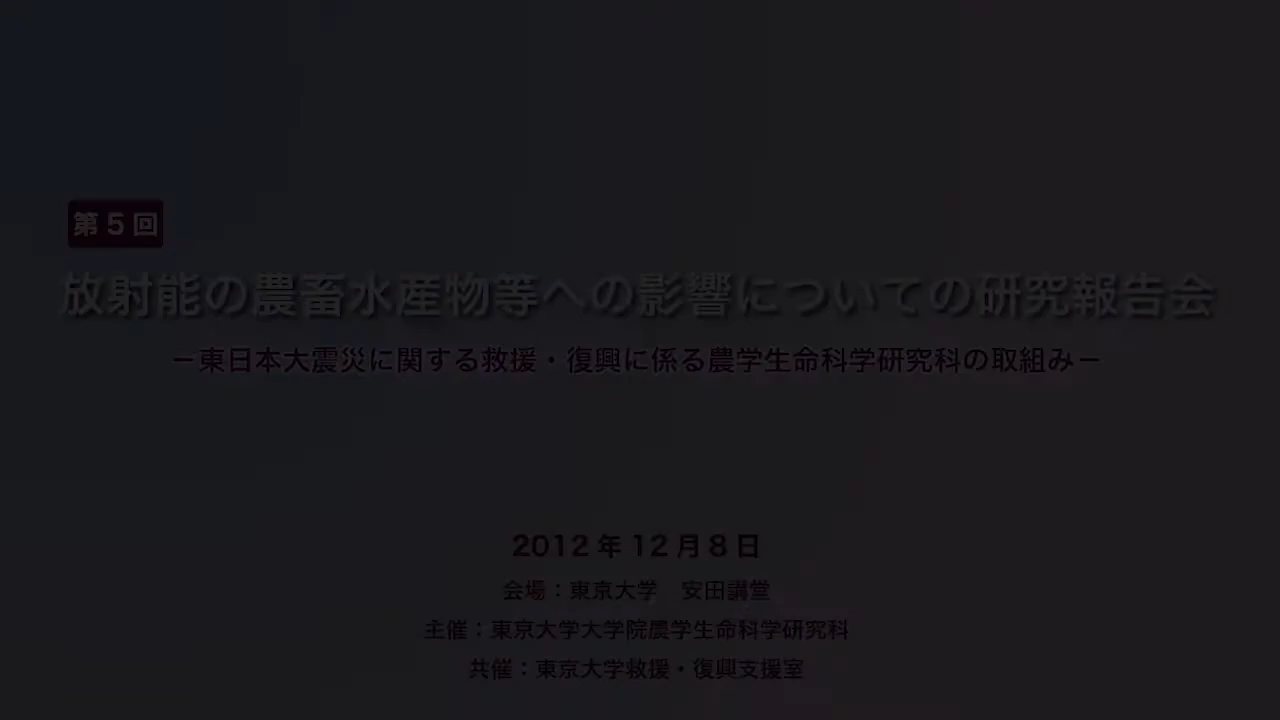 第5回
放射能の農畜水産物等への影響についての研究報告会
－東日本大震災に関する救援・復興に係る農学生命科学研究科の取組み－
2012年12月8日
会場：東京大学　安田講堂
主催：東京大学大学院農学生命科学研究科
共催：東京大学救援・復興支援室